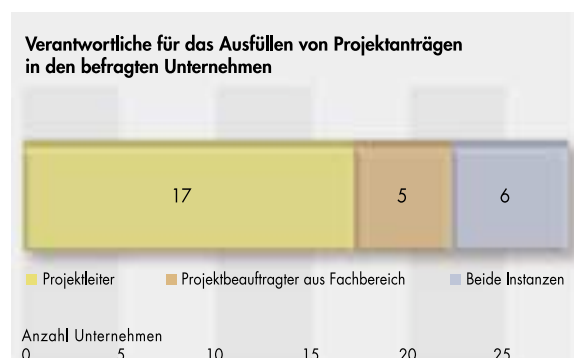 Verantwortliche für das Ausfüllen von Projektanträgen
in den befragten Unternehmen
17 5 6
Projektleiter Projektbeauftragter aus Fachbereich Beide Instanzen
Anzahl Unternehmen
0 5 10 15 20 25